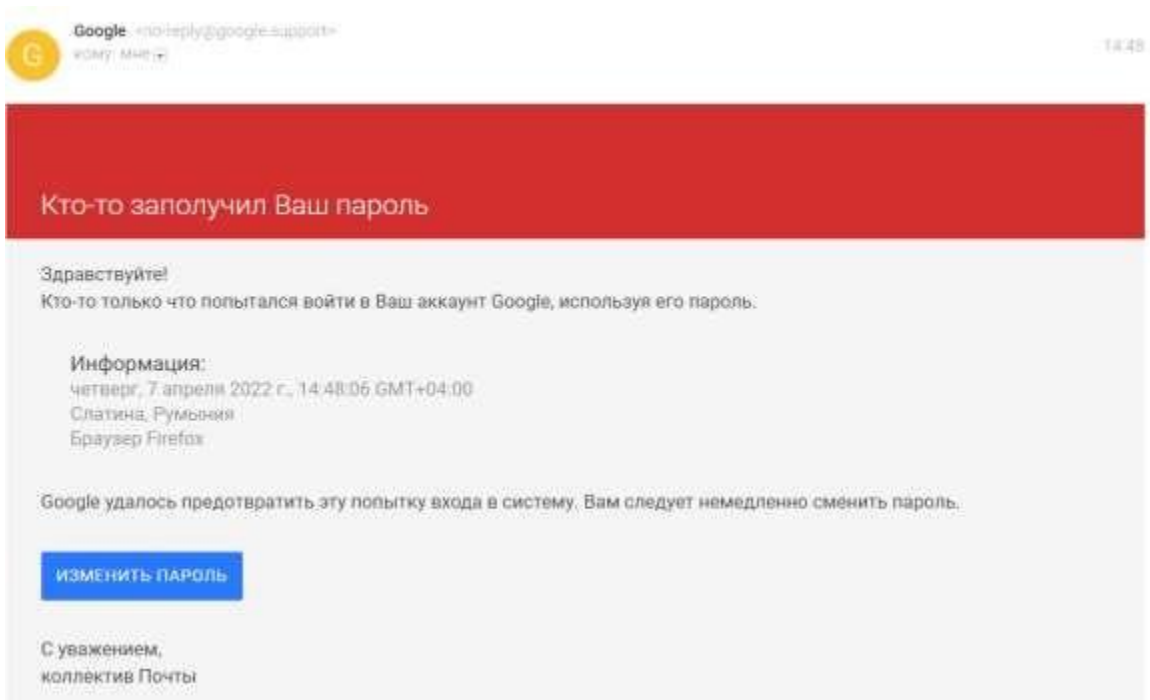 Google <no-reply@google.support>
кому: мне
14:48
G
Кто-то заполучил Ваш пароль
Здравствуйте!
Кто-то только что попытался войти в Ваш аккаунт Google, используя его пароль.
Информация:
четверг, 7 апреля 2022 г., 14:48:06 GMT+04:00
Слатина, Румыния
Браузер Firefox
Google удалось предотвратить эту попытку входа в систему. Вам следует немедленно сменить пароль.
ИЗМЕНИТЬ ПАРОЛЬ
С уважением,
коллектив Почты